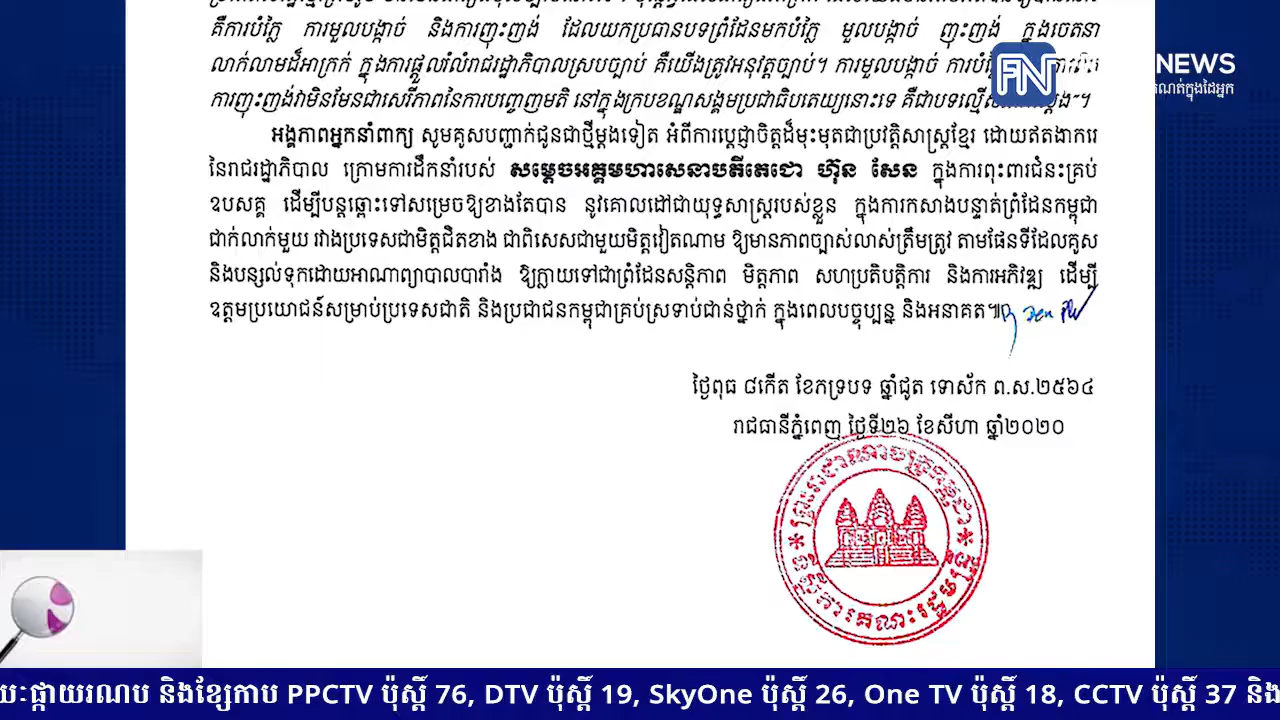 គឺការបំភ្លៃ ការមួលបង្កាច់ និងការញុះញង់ ដែលយកប្រធានបទព្រំដែនមកបំភ្លៃ មួលបង្កាច់ ញុះញង់ ក្នុងចេតនា
លាក់លាមដ៏អាក្រក់ ក្នុងការផ្ដួលរំលំរាជរដ្ឋាភិបាលស្របច្បាប់ គឺយើងត្រូវអនុវត្តច្បាប់។ ការមួលបង្កាច់ ការបំ
ការញុះញង់វាមិនមែនជាសេរីភាពនៃការបញ្ចេញមតិ នៅក្នុងក្របខណ្ឌសង្គមប្រជាធិបតេយ្យនោះទេ គឺជាបទល្មើស
FN
NEWS
អង្គភាពអ្នកនាំពាក្យ សូមគូសបញ្ជាក់ជូនជាថ្មីម្ដងទៀត អំពីការប្ដេជ្ញាចិត្តដ៏មុះមុតជាប្រវត្តិសាស្ត្រខ្មែរ ដោយឥតងាករេ
នៃរាជរដ្ឋាភិបាល ក្រោមការដឹកនាំរបស់ សម្ដេចអគ្គមហាសេនាបតីតេជោ ហ៊ុន សែន ក្នុងការពុះពារជំនះគ្រប់
ឧបសគ្គ ដើម្បីបន្តឆ្ពោះទៅសម្រេចឱ្យខាងតែបាន នូវគោលដៅជាយុទ្ធសាស្ត្ររបស់ខ្លួន ក្នុងការកសាងបន្ទាត់ព្រំដែនកម្ពុជា
ជាក់លាក់មួយ រវាងប្រទេសជាមិត្តជិតខាង ជាពិសេសជាមួយមិត្តវៀតណាម ឱ្យមានភាពច្បាស់លាស់ត្រឹមត្រូវ តាមផែនទីដែលគូស
និងបន្សល់ទុកដោយអាណាព្យាបាលបារាំង ឱ្យក្លាយទៅជាព្រំដែនសន្តិភាព មិត្តភាព សហប្រតិបត្តិការ និងការអភិវឌ្ឍ ដើម្បី
ឧត្តមប្រយោជន៍សម្រាប់ប្រទេសជាតិ និងប្រជាជនកម្ពុជាគ្រប់ស្រទាប់ជាន់ថ្នាក់ ក្នុងពេលបច្ចុប្បន្ន និងអនាគត៕
ថ្ងៃពុធ ៨កើត ខែភទ្របទ ឆ្នាំជូត ទោស័ក ព.ស.២៥៦៤
រាជធានីភ្នំពេញ ថ្ងៃទី២៦ ខែសីហា ឆ្នាំ២០២០
ព្រះរាជាណាចក្រកម្ពុជា
ទីស្ដីការគណៈរដ្ឋមន្ត្រី
យៈផ្កាយរណប និងខ្សែកាប PPCTV ប៉ុស្តិ៍ 76, DTV ប៉ុស្តិ៍ 19, SkyOne ប៉ុស្តិ៍ 26, One TV ប៉ុស្តិ៍ 18, CCTV ប៉ុស្តិ៍ 37 និង